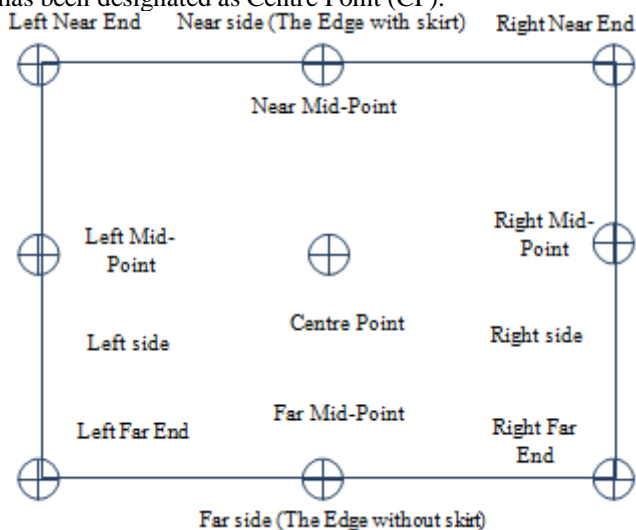 has been designated as Centre Point (CP).
Left Near End Near side (The Edge with skirt) Right Near End
Near Mid-Point
Left Mid-
Point
Right Mid-
Point
Centre Point
Left side
Right side
Left Far End
Far Mid-Point
Right Far
End
Far side (The Edge without skirt)